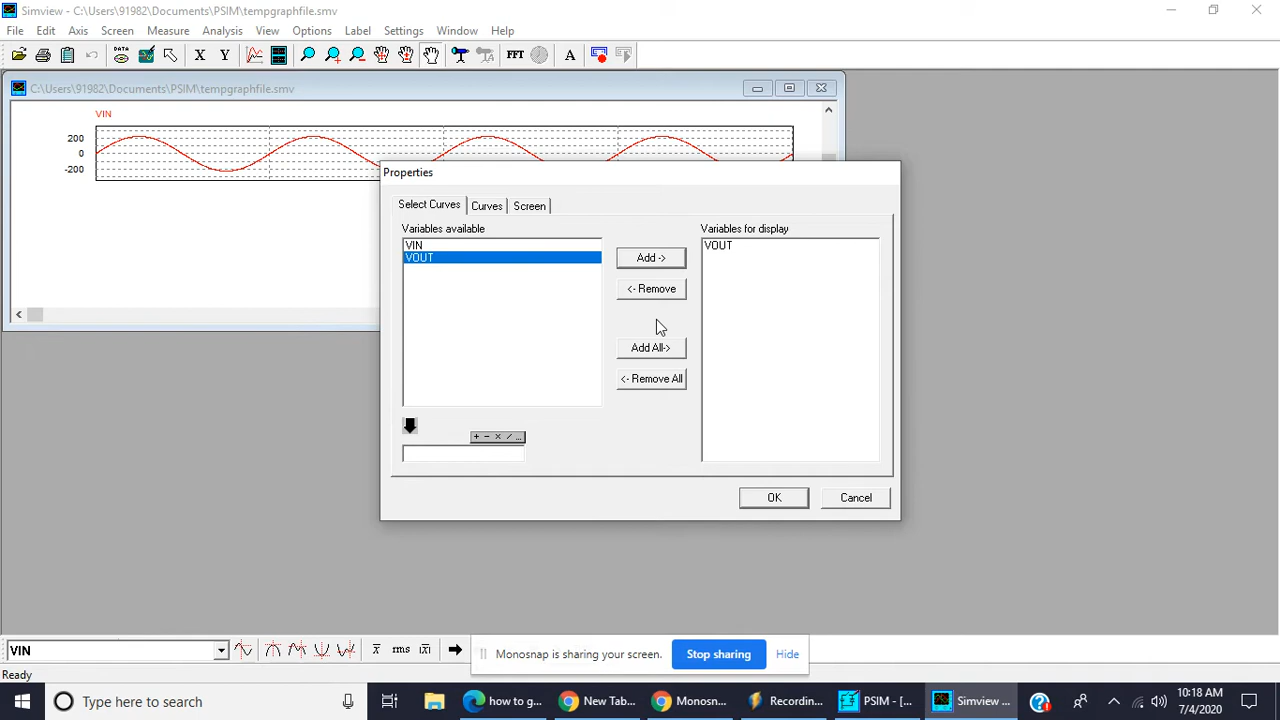 Simview - C:\Users\91982\Documents\PSIM\tempgraphfile.smv
File Edit Axis Screen Measure Analysis View Options Label Settings Window Help
DATA X Y FFT A
C:\Users\91982\Documents\PSIM\tempgraphfile.smv
VIN
200
0
-200
Properties
Select Curves Curves Screen
Variables available Variables for display
VIN VOUT
VOUT
Add ->
<- Remove
Add All->
<- Remove All
+ - × / ...
OK Cancel
VIN x rms |x|
Monosnap is sharing your screen. Stop sharing Hide
Ready
Type here to search how to g... New Tab... Monosn... Recordin... PSIM - [... Simview ... 10:18 AM
7/4/2020